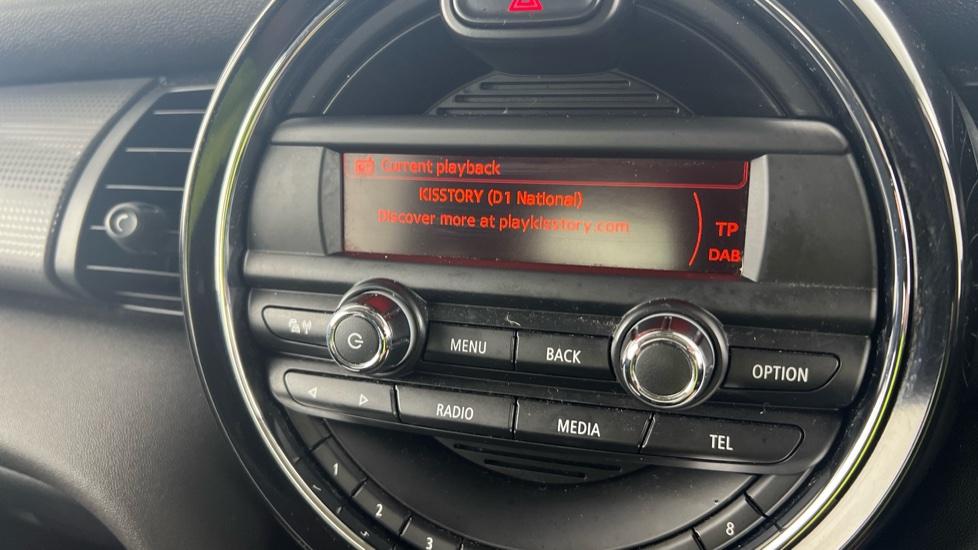 Current playback
KISSTORY (D1 National)
Discover more at playkisstory.com
TP
DAB
MENU
BACK
OPTION
RADIO
MEDIA
TEL
1
2
3
8